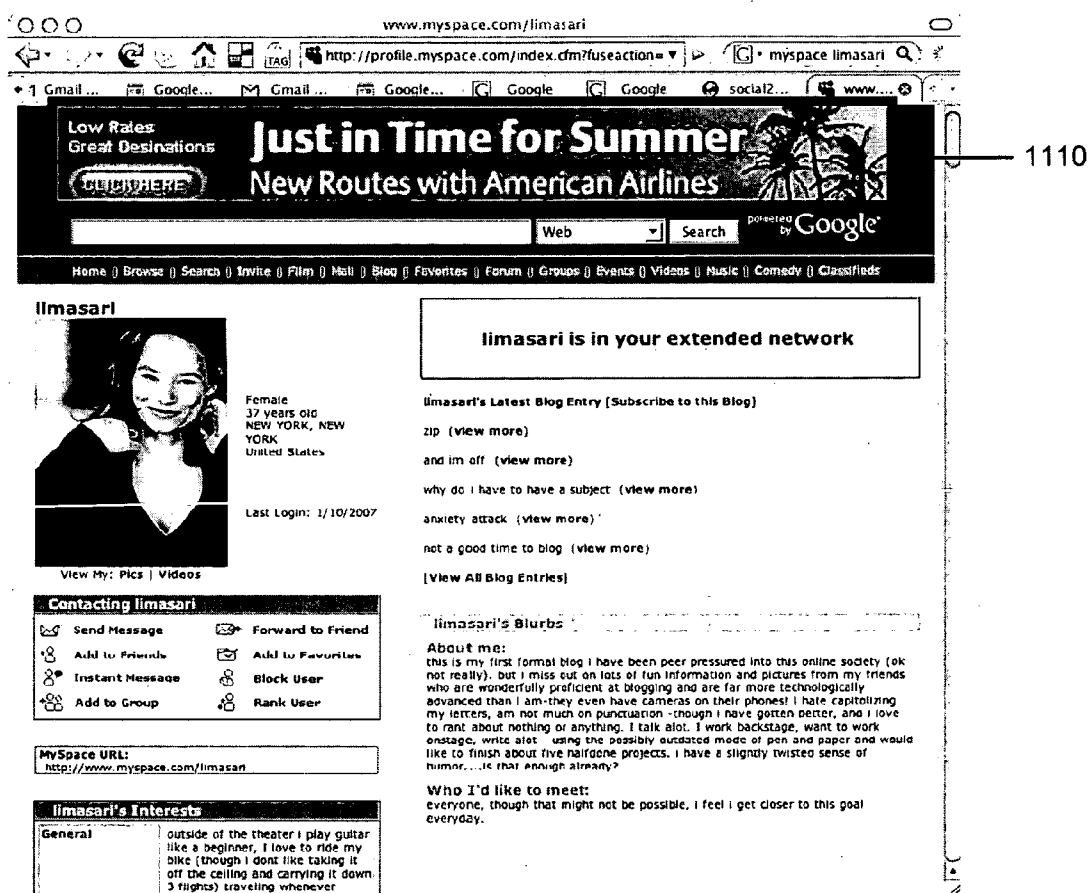 www.myspace.com/limasari
TAG http://profile.myspace.com/index.cfm?fuseaction= G myspace limasari
1 Gmail ... Google... Gmail ... Google... Google Google social2... www....
Low Rates
Great Desinations
CLICK HERE
Just in Time for Summer
New Routes with American Airlines
1110
Web Search powered by Google
Home | Browse | Search | Invite | Film | Mail | Blog | Favorites | Forum | Groups | Events | Videos | Music | Comedy | Classifieds
limasari
limasari is in your extended network
Female
37 years old
NEW YORK, NEW
YORK
United States
Last Login: 1/10/2007
View My: Pics | Videos
limasari's Latest Blog Entry [Subscribe to this Blog]
zip (view more)
and im off (view more)
why do i have to have a subject (view more)
anxiety attack (view more)
not a good time to blog (view more)
[View All Blog Entries]
Contacting limasari
Send Message Forward to Friend
Add to Friends Add to Favorites
Instant Message Block User
Add to Group Rank User
MySpace URL:
http://www.myspace.com/limasari
limasari's Interests
General
outside of the theater i play guitar
like a beginner, I love to ride my
bike (though i dont like taking it
off the ceiling and carrying it down
3 flights) traveling whenever
limasari's Blurbs
About me:
this is my first formal blog i have been peer pressured into this online society (ok
not really). but i miss out on lots of fun information and pictures from my friends
who are wonderfully proficient at blogging and are far more technologically
advanced than i am-they even have cameras on their phones! I hate capitolizing
my letters, am not much on punctuation -though i have gotten better, and i love
to rant about nothing or anything. I talk alot. I work backstage, want to work
onstage, write alot using the possibly outdated mode of pen and paper and would
like to finish about five halfdone projects. i have a slightly twisted sense of
humor....is that enough already?
Who I'd like to meet:
everyone, though that might not be possible, i feel i get closer to this goal
everyday.